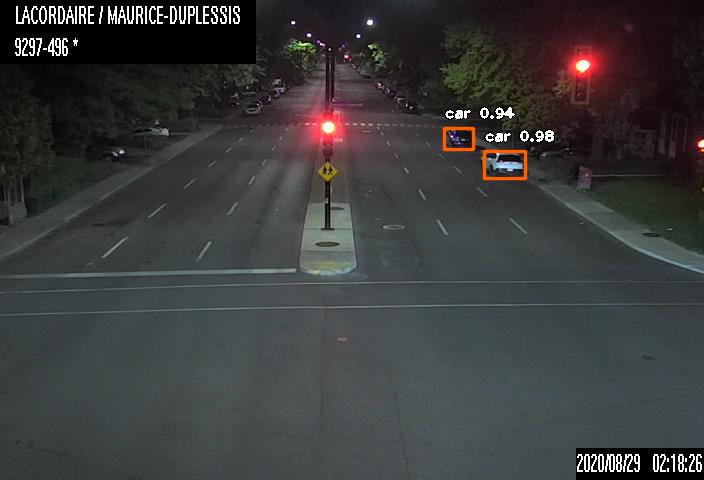 LACORDAIRE / MAURICE-DUPLESSIS
9297-496 *
car 0.94
car 0.98
2020/08/29 02:18:26